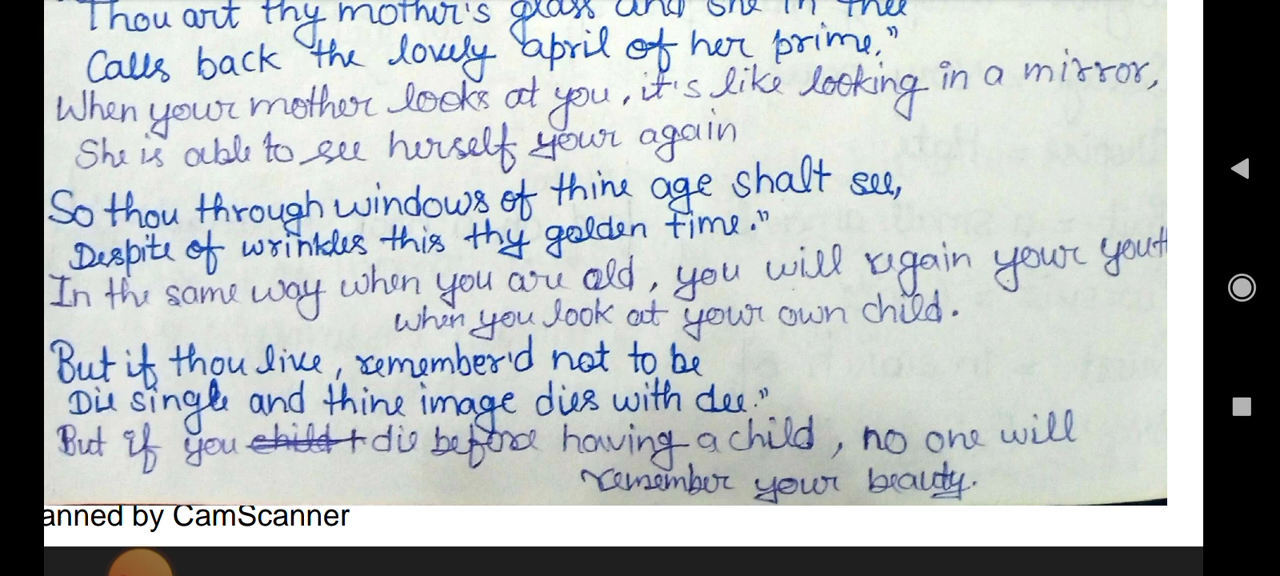 Thou art thy mother's glass and she in thee
Calls back the lovely april of her prime."
When your mother looks at you, it's like looking in a mirror,
She is able to see herself your again
So thou through windows of thine age shalt see,
Despite of wrinkles this thy golden time."
In the same way when you are old, you will regain your yout
when you look at your own child.
But if thou live, remember'd not to be
Die single and thine image dies with dee."
But if you child t die before having a child, no one will
remember your beauty.
anned by CamScanner